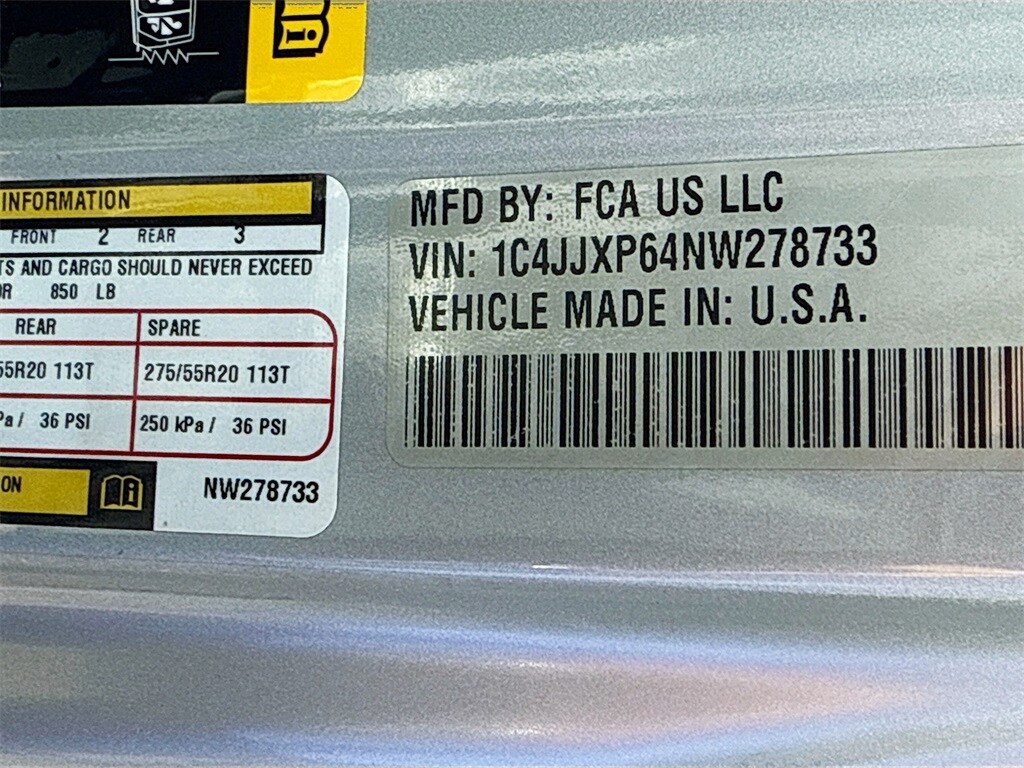 INFORMATION
FRONT 2 REAR 3
TS AND CARGO SHOULD NEVER EXCEED
OR 850 LB
REAR SPARE
55R20 113T 275/55R20 113T
Pa / 36 PSI 250 kPa / 36 PSI
ON
NW278733
MFD BY: FCA US LLC
VIN: 1C4JJXP64NW278733
VEHICLE MADE IN: U.S.A.